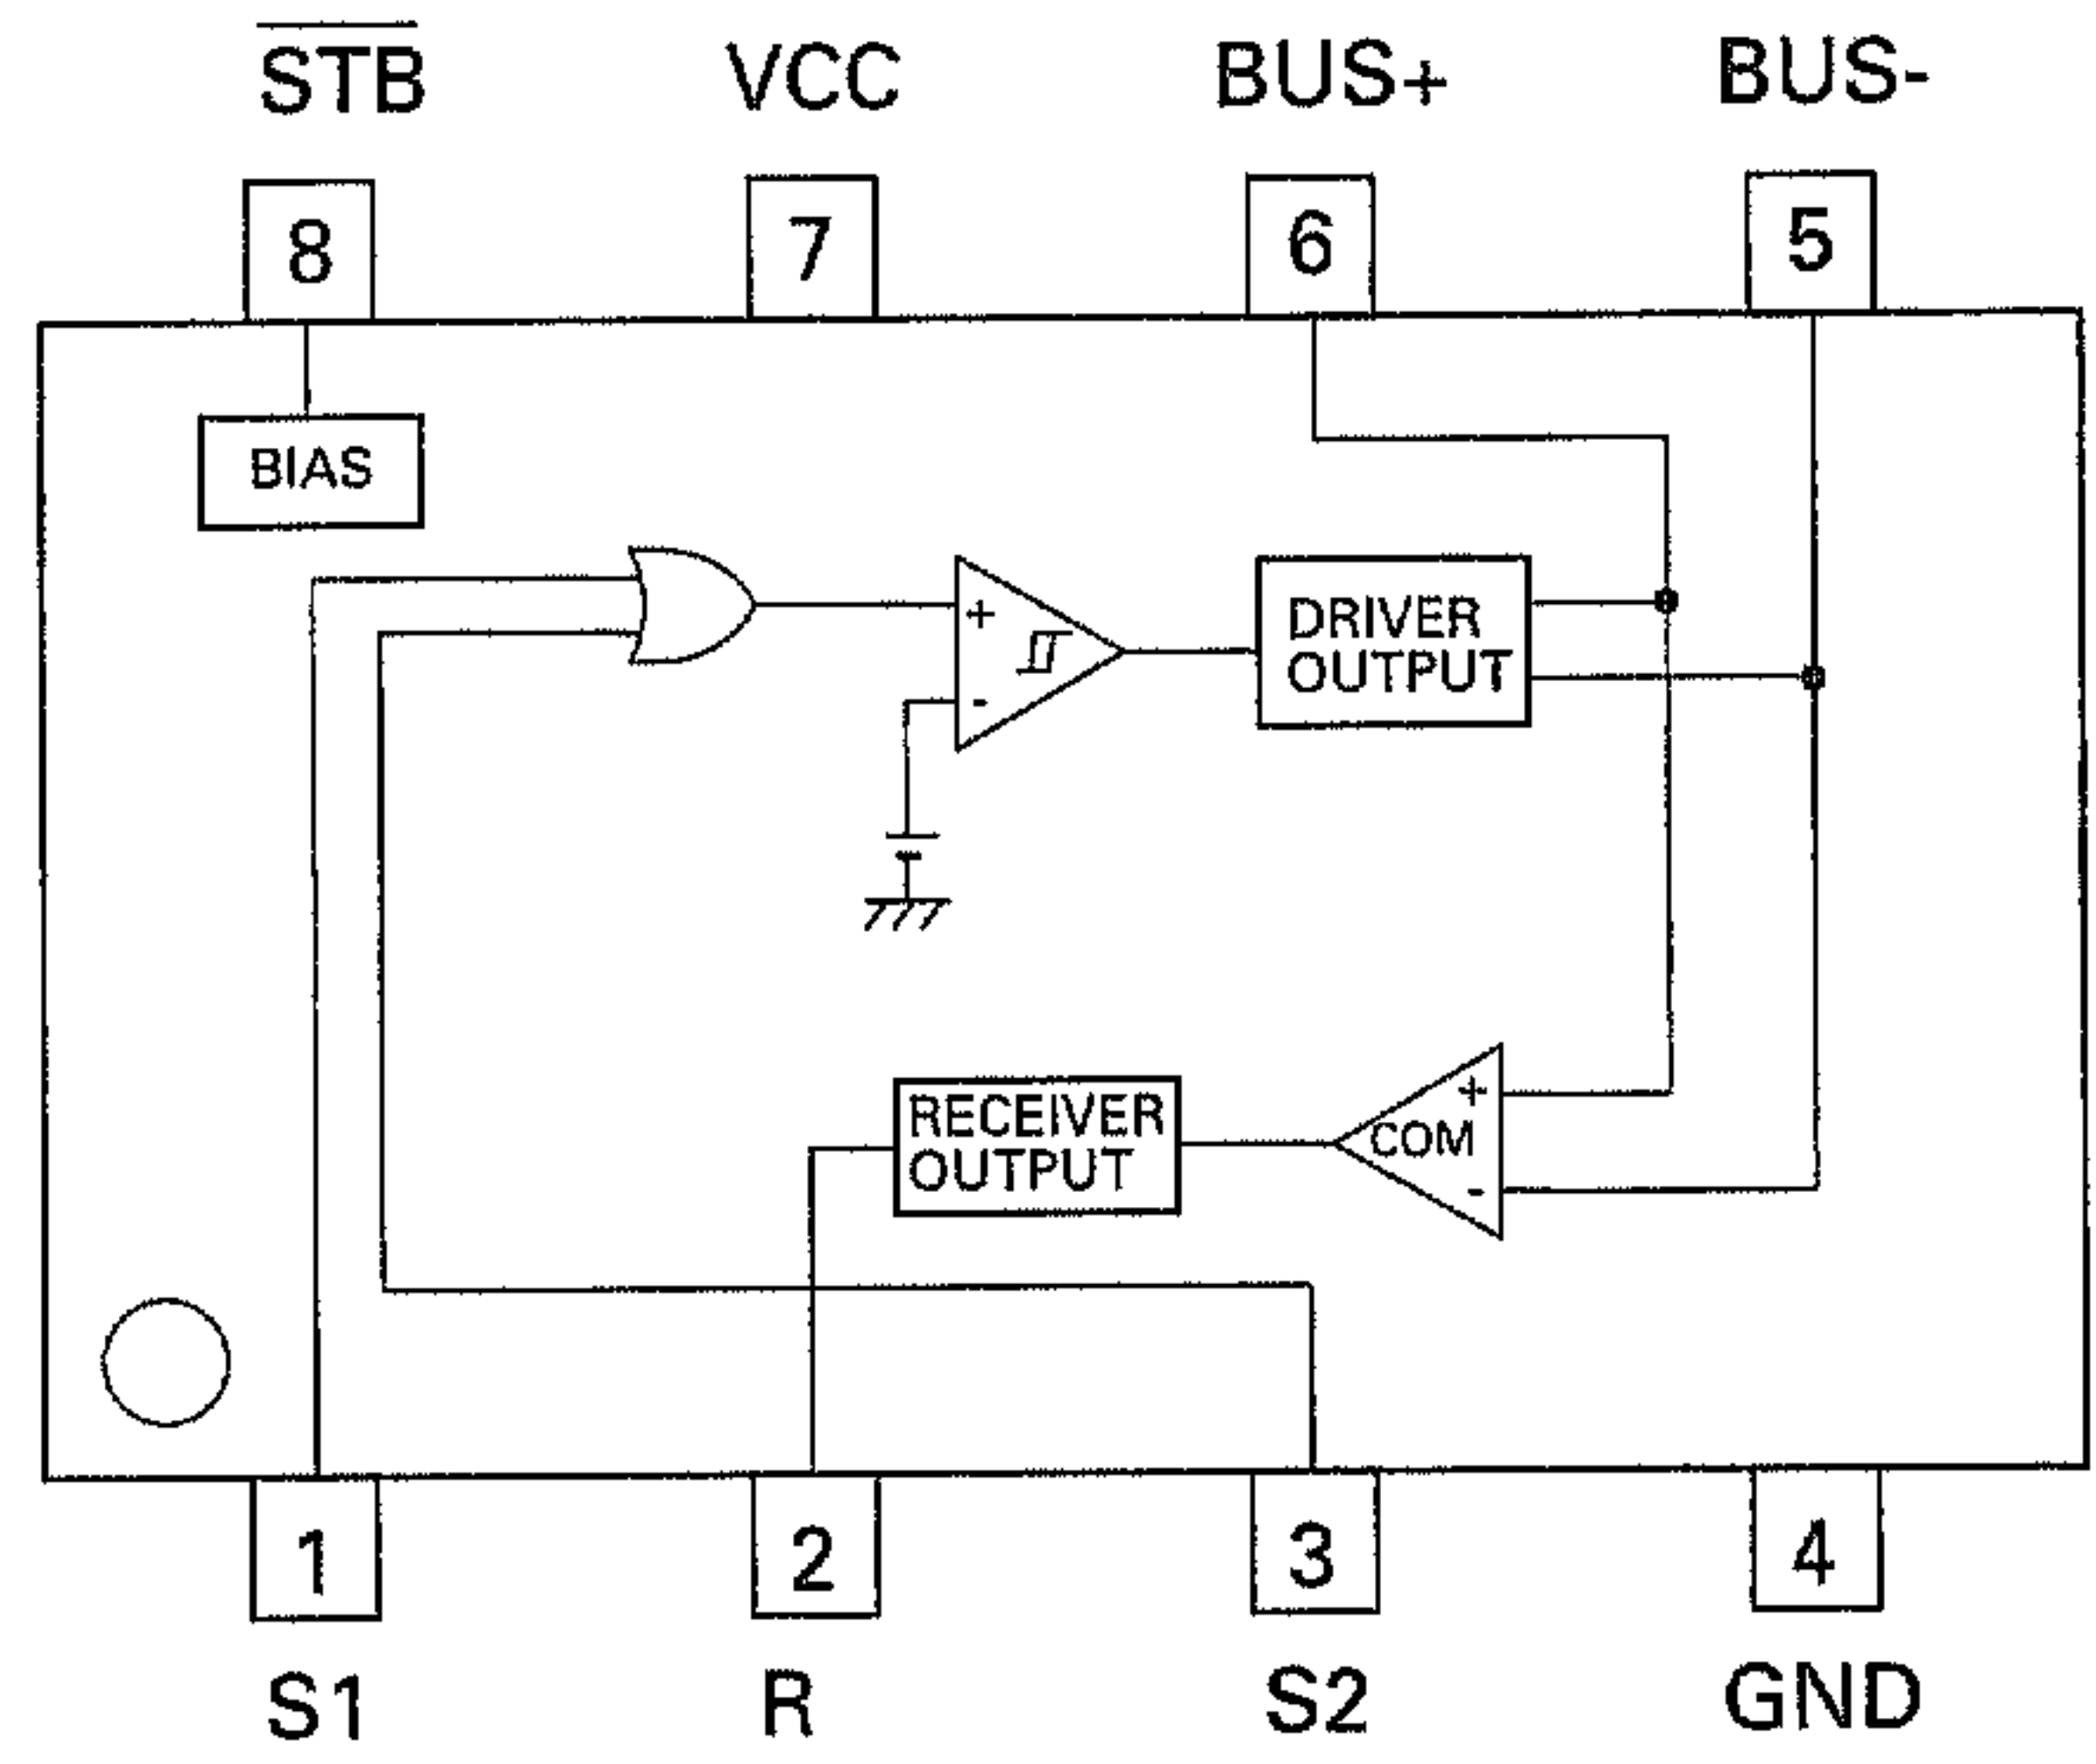 STB VCC BUS+ BUS-
8 7 6 5
BIAS
+
-
DRIVER
OUTPUT
RECEIVER
OUTPUT
+
COM
-
1 2 3 4
S1 R S2 GND